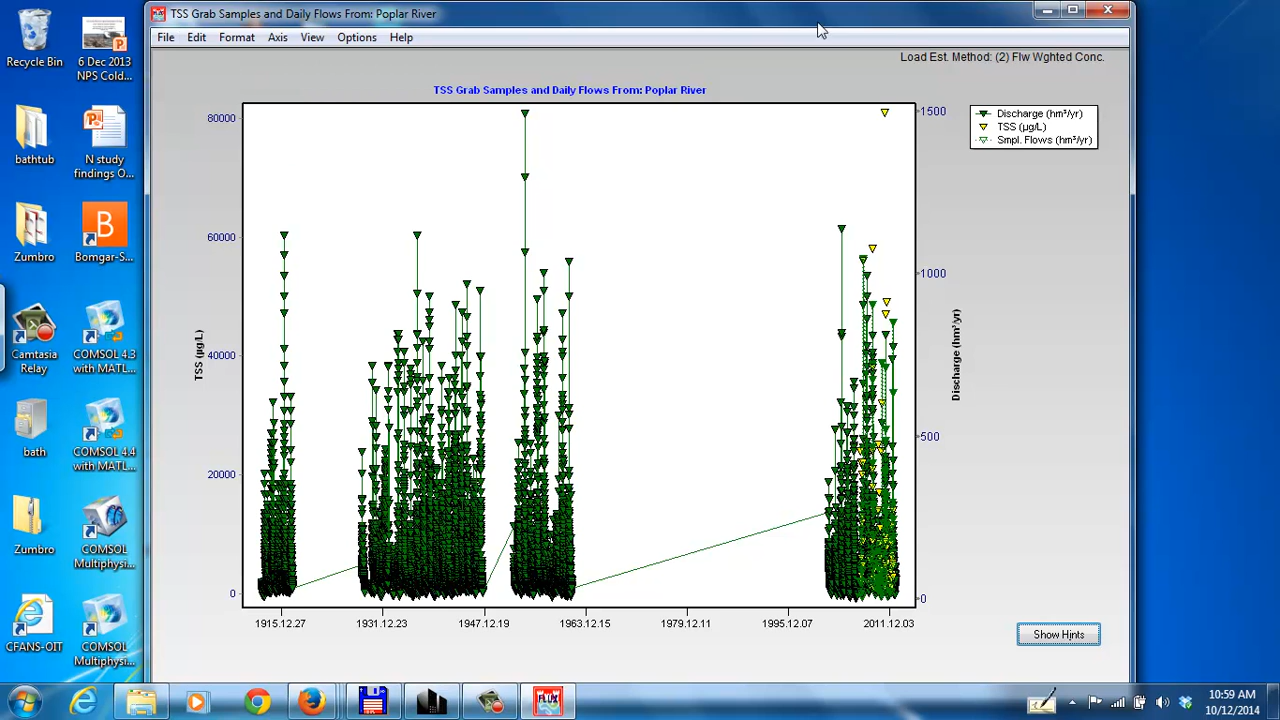 TSS Grab Samples and Daily Flows From: Poplar River
File Edit Format Axis View Options Help
Load Est. Method: (2) Flw Wghted Conc.
TSS Grab Samples and Daily Flows From: Poplar River
Discharge (hm³/yr)
TSS (µg/L)
Smpl. Flows (hm³/yr)
80000
60000
40000
20000
0
TSS (µg/L)
1500
1000
500
0
Discharge (hm³/yr)
1915.12.27 1931.12.23 1947.12.19 1963.12.15 1979.12.11 1995.12.07 2011.12.03
Show Hints
Recycle Bin
6 Dec 2013
NPS Cold...
bathtub
N study
findings O...
Zumbro
B
Bomgar-S...
Camtasia
Relay
COMSOL 4.3
with MATL...
bath
COMSOL 4.4
with MATL...
Zumbro
COMSOL
Multiphysi...
CFANS-OIT
COMSOL
Multiphysi...
FLUX
10:59 AM
10/12/2014